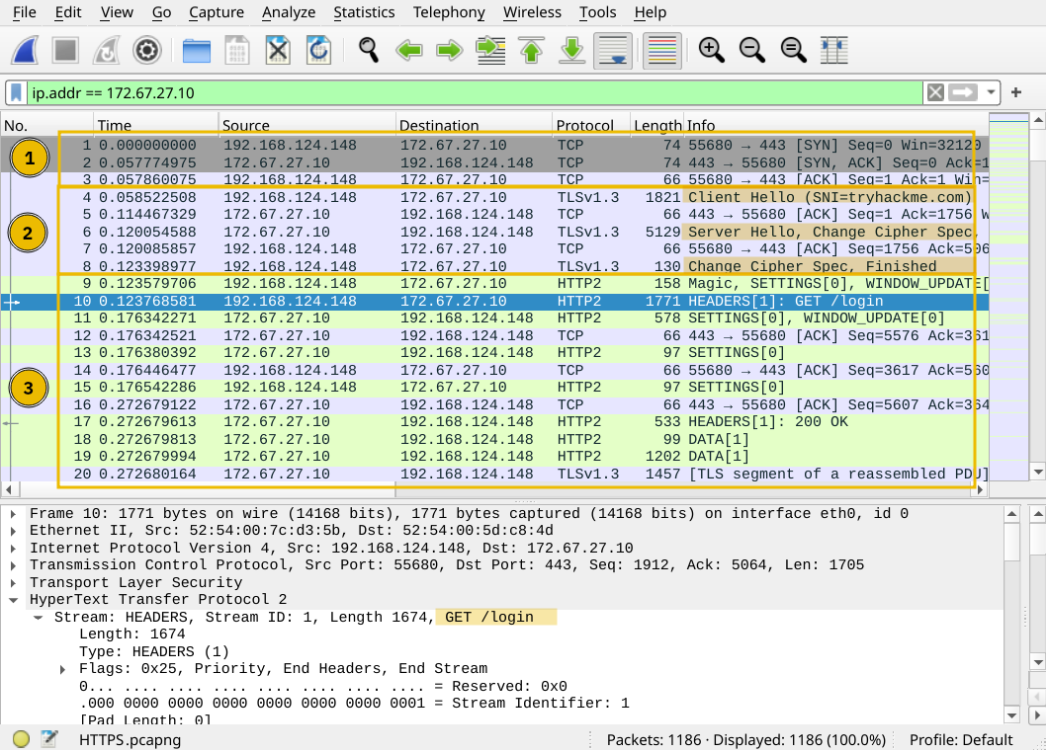 File Edit View Go Capture Analyze Statistics Telephony Wireless Tools Help
ip.addr == 172.67.27.10
No. Time Source Destination Protocol Length Info
1
1 0.000000000 192.168.124.148 172.67.27.10 TCP 74 55680 → 443 [SYN] Seq=0 Win=32120
2 0.057774975 172.67.27.10 192.168.124.148 TCP 74 443 → 55680 [SYN, ACK] Seq=0 Ack=1
3 0.057860075 192.168.124.148 172.67.27.10 TCP 66 55680 → 443 [ACK] Seq=1 Ack=1 Win=
2
4 0.058522508 192.168.124.148 172.67.27.10 TLSv1.3 1821 Client Hello (SNI=tryhackme.com)
5 0.114467329 172.67.27.10 192.168.124.148 TCP 66 443 → 55680 [ACK] Seq=1 Ack=1756 W
6 0.120054588 172.67.27.10 192.168.124.148 TLSv1.3 5129 Server Hello, Change Cipher Spec,
7 0.120085857 192.168.124.148 172.67.27.10 TCP 66 55680 → 443 [ACK] Seq=1756 Ack=506
8 0.123398977 192.168.124.148 172.67.27.10 TLSv1.3 130 Change Cipher Spec, Finished
3
9 0.123579706 192.168.124.148 172.67.27.10 HTTP2 158 Magic, SETTINGS[0], WINDOW_UPDATE[
10 0.123768581 192.168.124.148 172.67.27.10 HTTP2 1771 HEADERS[1]: GET /login
11 0.176342271 172.67.27.10 192.168.124.148 HTTP2 578 SETTINGS[0], WINDOW_UPDATE[0]
12 0.176342521 172.67.27.10 192.168.124.148 TCP 66 443 → 55680 [ACK] Seq=5576 Ack=361
13 0.176380392 172.67.27.10 192.168.124.148 HTTP2 97 SETTINGS[0]
14 0.176446477 192.168.124.148 172.67.27.10 TCP 66 55680 → 443 [ACK] Seq=3617 Ack=560
15 0.176542286 192.168.124.148 172.67.27.10 HTTP2 97 SETTINGS[0]
16 0.272679122 172.67.27.10 192.168.124.148 TCP 66 443 → 55680 [ACK] Seq=5607 Ack=364
17 0.272679613 172.67.27.10 192.168.124.148 HTTP2 533 HEADERS[1]: 200 OK
18 0.272679813 172.67.27.10 192.168.124.148 HTTP2 99 DATA[1]
19 0.272679994 172.67.27.10 192.168.124.148 HTTP2 1202 DATA[1]
20 0.272680164 172.67.27.10 192.168.124.148 TLSv1.3 1457 [TLS segment of a reassembled PDU]
Frame 10: 1771 bytes on wire (14168 bits), 1771 bytes captured (14168 bits) on interface eth0, id 0
Ethernet II, Src: 52:54:00:7c:d3:5b, Dst: 52:54:00:5d:c8:4d
Internet Protocol Version 4, Src: 192.168.124.148, Dst: 172.67.27.10
Transmission Control Protocol, Src Port: 55680, Dst Port: 443, Seq: 1912, Ack: 5064, Len: 1705
Transport Layer Security
HyperText Transfer Protocol 2
Stream: HEADERS, Stream ID: 1, Length 1674, GET /login
Length: 1674
Type: HEADERS (1)
Flags: 0x25, Priority, End Headers, End Stream
0... .... .... .... .... .... .... .... = Reserved: 0x0
.000 0000 0000 0000 0000 0000 0000 0001 = Stream Identifier: 1
[Pad Length: 0]
HTTPS.pcapng Packets: 1186 · Displayed: 1186 (100.0%) Profile: Default